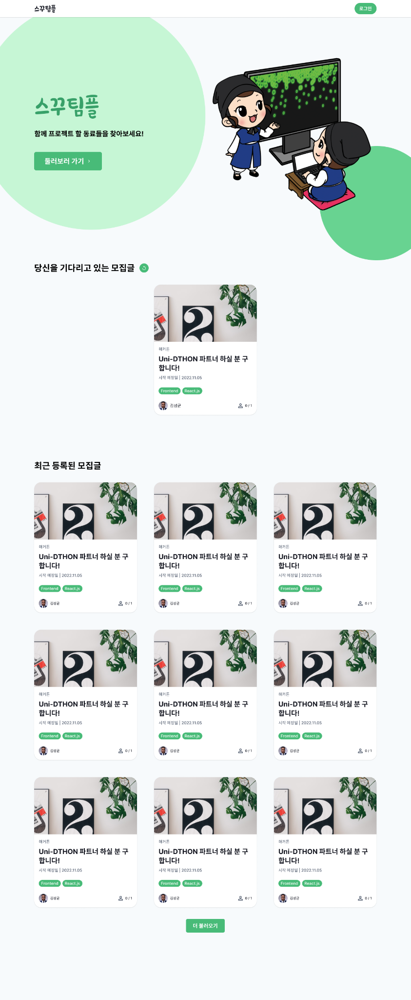 스꾸팀플
로그인
스꾸팀플
함께 프로젝트 할 동료들을 찾아보세요!
둘러보러 가기
당신을 기다리고 있는 모집글
해커톤
Uni-DTHON 파트너 하실 분 구
합니다!
시작 예정일 | 2022.11.05
Frontend React.js
김성균 0 / 1
최근 등록된 모집글
해커톤
Uni-DTHON 파트너 하실 분 구
합니다!
시작 예정일 | 2022.11.05
Frontend React.js
김성균 0 / 1
해커톤
Uni-DTHON 파트너 하실 분 구
합니다!
시작 예정일 | 2022.11.05
Frontend React.js
김성균 0 / 1
해커톤
Uni-DTHON 파트너 하실 분 구
합니다!
시작 예정일 | 2022.11.05
Frontend React.js
김성균 0 / 1
해커톤
Uni-DTHON 파트너 하실 분 구
합니다!
시작 예정일 | 2022.11.05
Frontend React.js
김성균 0 / 1
해커톤
Uni-DTHON 파트너 하실 분 구
합니다!
시작 예정일 | 2022.11.05
Frontend React.js
김성균 0 / 1
해커톤
Uni-DTHON 파트너 하실 분 구
합니다!
시작 예정일 | 2022.11.05
Frontend React.js
김성균 0 / 1
해커톤
Uni-DTHON 파트너 하실 분 구
합니다!
시작 예정일 | 2022.11.05
Frontend React.js
김성균 0 / 1
해커톤
Uni-DTHON 파트너 하실 분 구
합니다!
시작 예정일 | 2022.11.05
Frontend React.js
김성균 0 / 1
해커톤
Uni-DTHON 파트너 하실 분 구
합니다!
시작 예정일 | 2022.11.05
Frontend React.js
김성균 0 / 1
더 불러오기